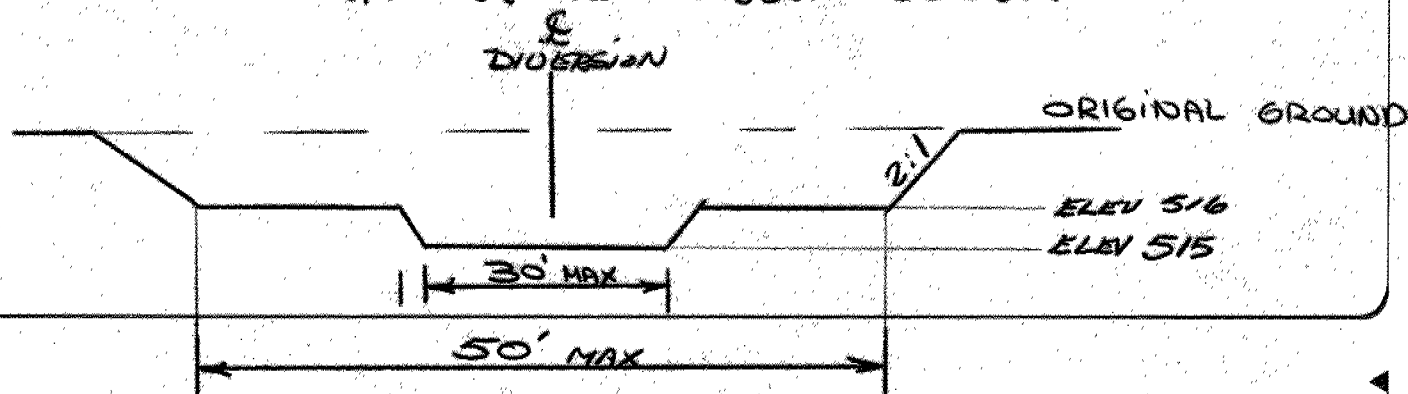 ℄
DIVERSION
ORIGINAL GROUND
2:1
ELEV 516
ELEV 515
30' MAX
50' MAX